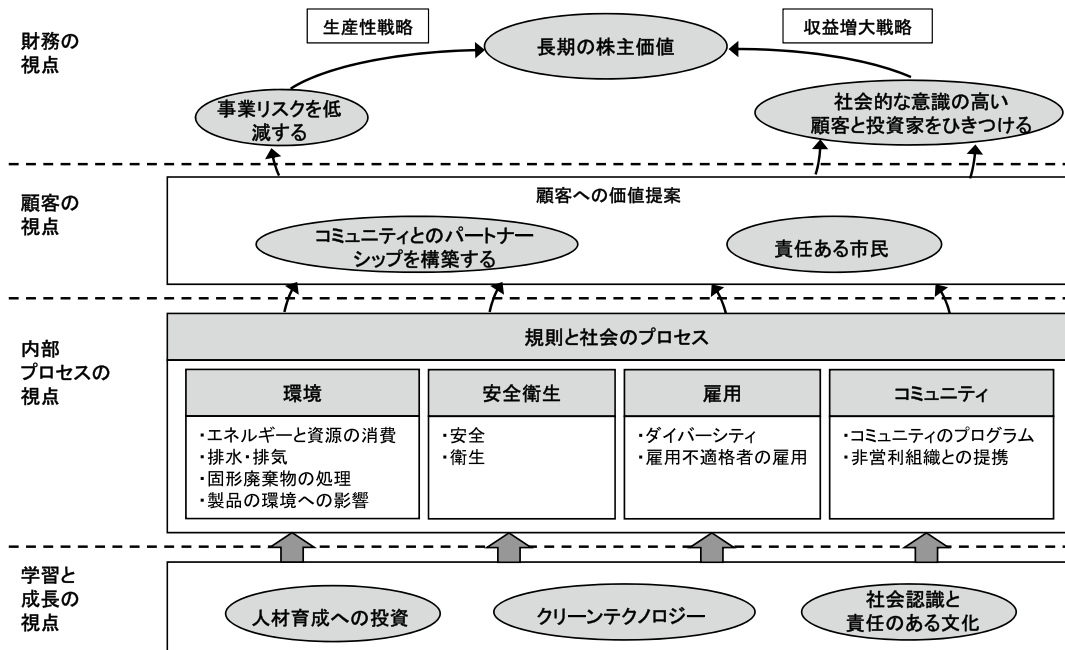 財務の
視点
生産性戦略
長期の株主価値
収益増大戦略
事業リスクを低
減する
社会的な意識の高い
顧客と投資家をひきつける
顧客の
視点
顧客への価値提案
コミュニティとのパートナー
シップを構築する
責任ある市民
内部
プロセスの
視点
規則と社会のプロセス
環境
・エネルギーと資源の消費
・排水・排気
・固形廃棄物の処理
・製品の環境への影響
安全衛生
・安全
・衛生
雇用
・ダイバーシティ
・雇用不適格者の雇用
コミュニティ
・コミュニティのプログラム
・非営利組織との提携
学習と
成長の
視点
人材育成への投資
クリーンテクノロジー
社会認識と
責任のある文化